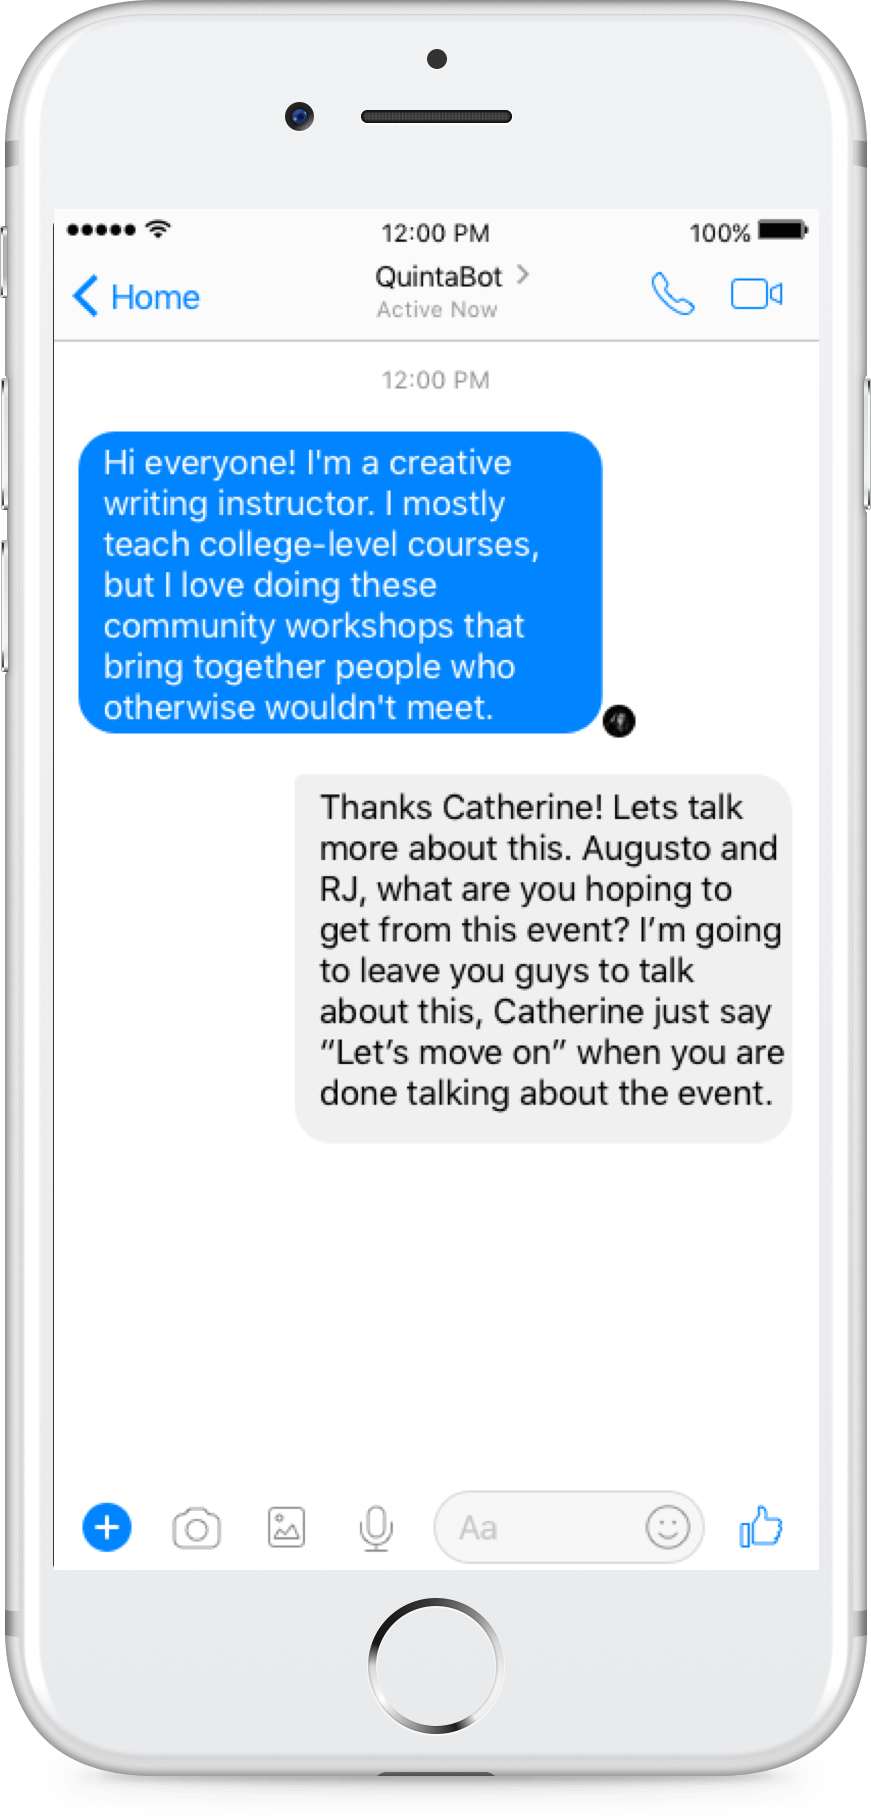 12:00 PM 100%
Home QuintaBot
Active Now
12:00 PM
Hi everyone! I'm a creative
writing instructor. I mostly
teach college-level courses,
but I love doing these
community workshops that
bring together people who
otherwise wouldn't meet.
Thanks Catherine! Lets talk
more about this. Augusto and
RJ, what are you hoping to
get from this event? I’m going
to leave you guys to talk
about this, Catherine just say
“Let’s move on” when you are
done talking about the event.
Aa